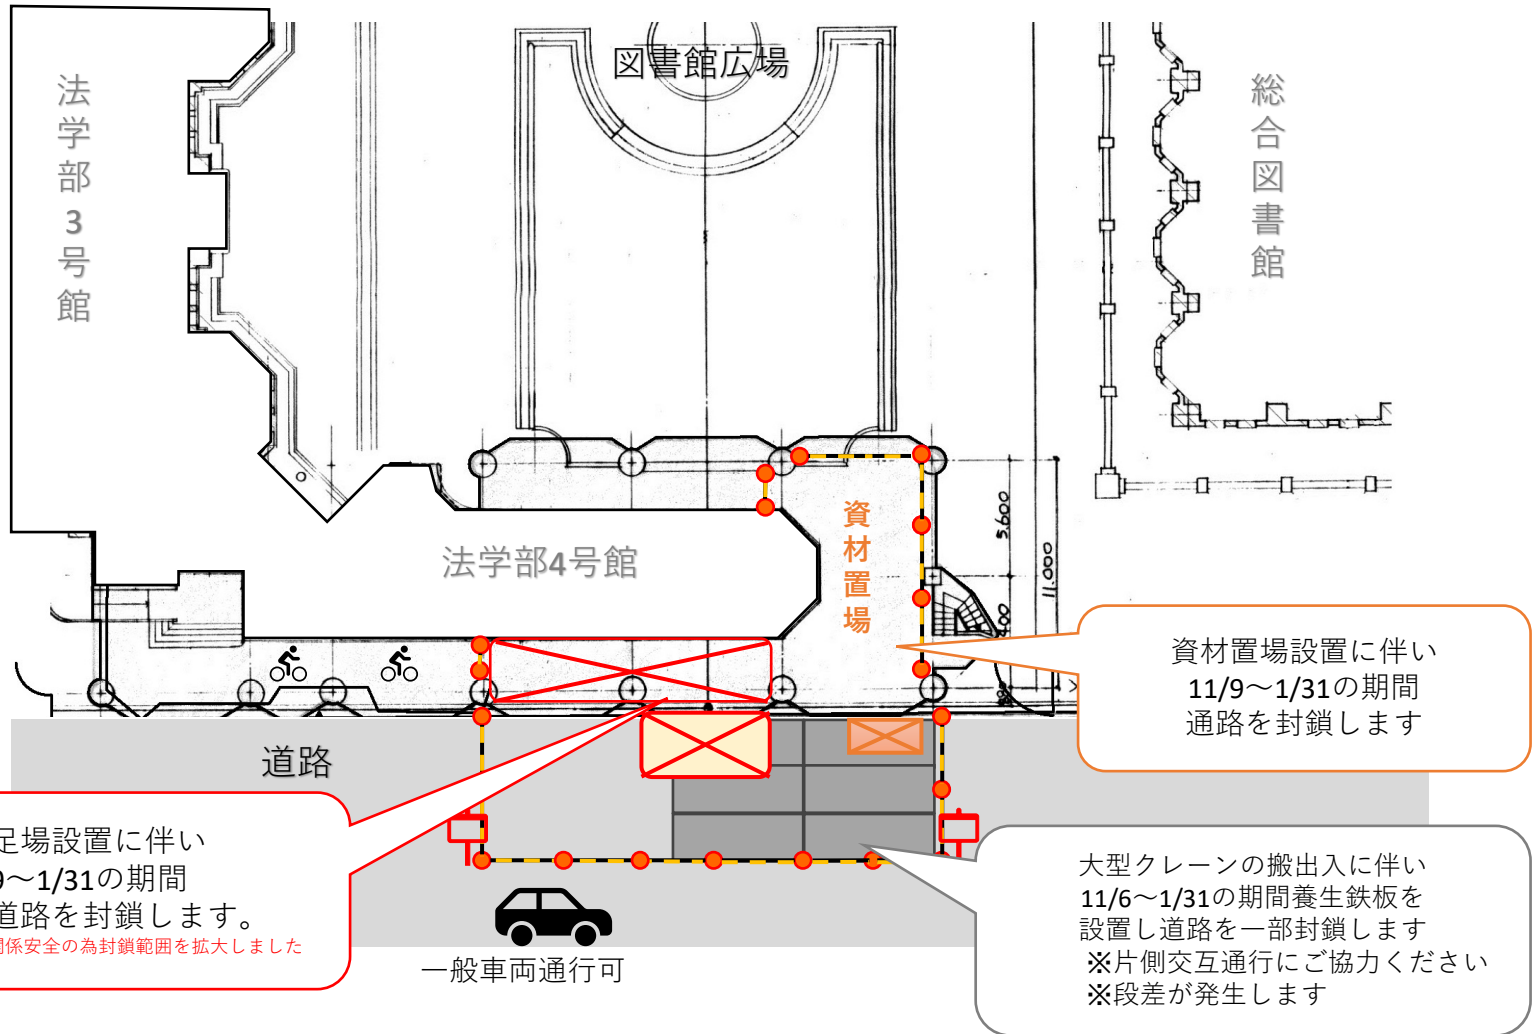 図書館広場
法学部3号館
総合図書館
法学部4号館
資材置場
5.600
11.000
道路
資材置場設置に伴い
11/9～1/31の期間
通路を封鎖します
足場設置に伴い
9～1/31の期間
道路を封鎖します。
関係安全の為封鎖範囲を拡大しました
大型クレーンの搬出入に伴い
11/6～1/31の期間養生鉄板を
設置し道路を一部封鎖します
※片側交互通行にご協力ください
※段差が発生します
一般車両通行可